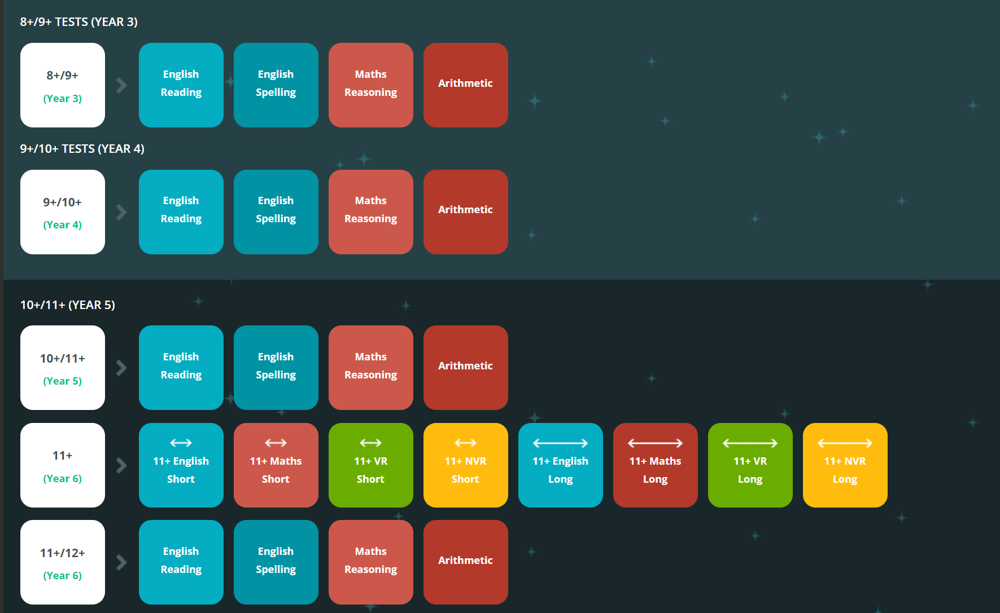 8+/9+ TESTS (YEAR 3)
8+/9+
(Year 3)
English
Reading
English
Spelling
Maths
Reasoning
Arithmetic
9+/10+ TESTS (YEAR 4)
9+/10+
(Year 4)
English
Reading
English
Spelling
Maths
Reasoning
Arithmetic
10+/11+ (YEAR 5)
10+/11+
(Year 5)
English
Reading
English
Spelling
Maths
Reasoning
Arithmetic
11+
(Year 6)
11+ English
Short
11+ Maths
Short
11+ VR
Short
11+ NVR
Short
11+ English
Long
11+ Maths
Long
11+ VR
Long
11+ NVR
Long
11+/12+
(Year 6)
English
Reading
English
Spelling
Maths
Reasoning
Arithmetic